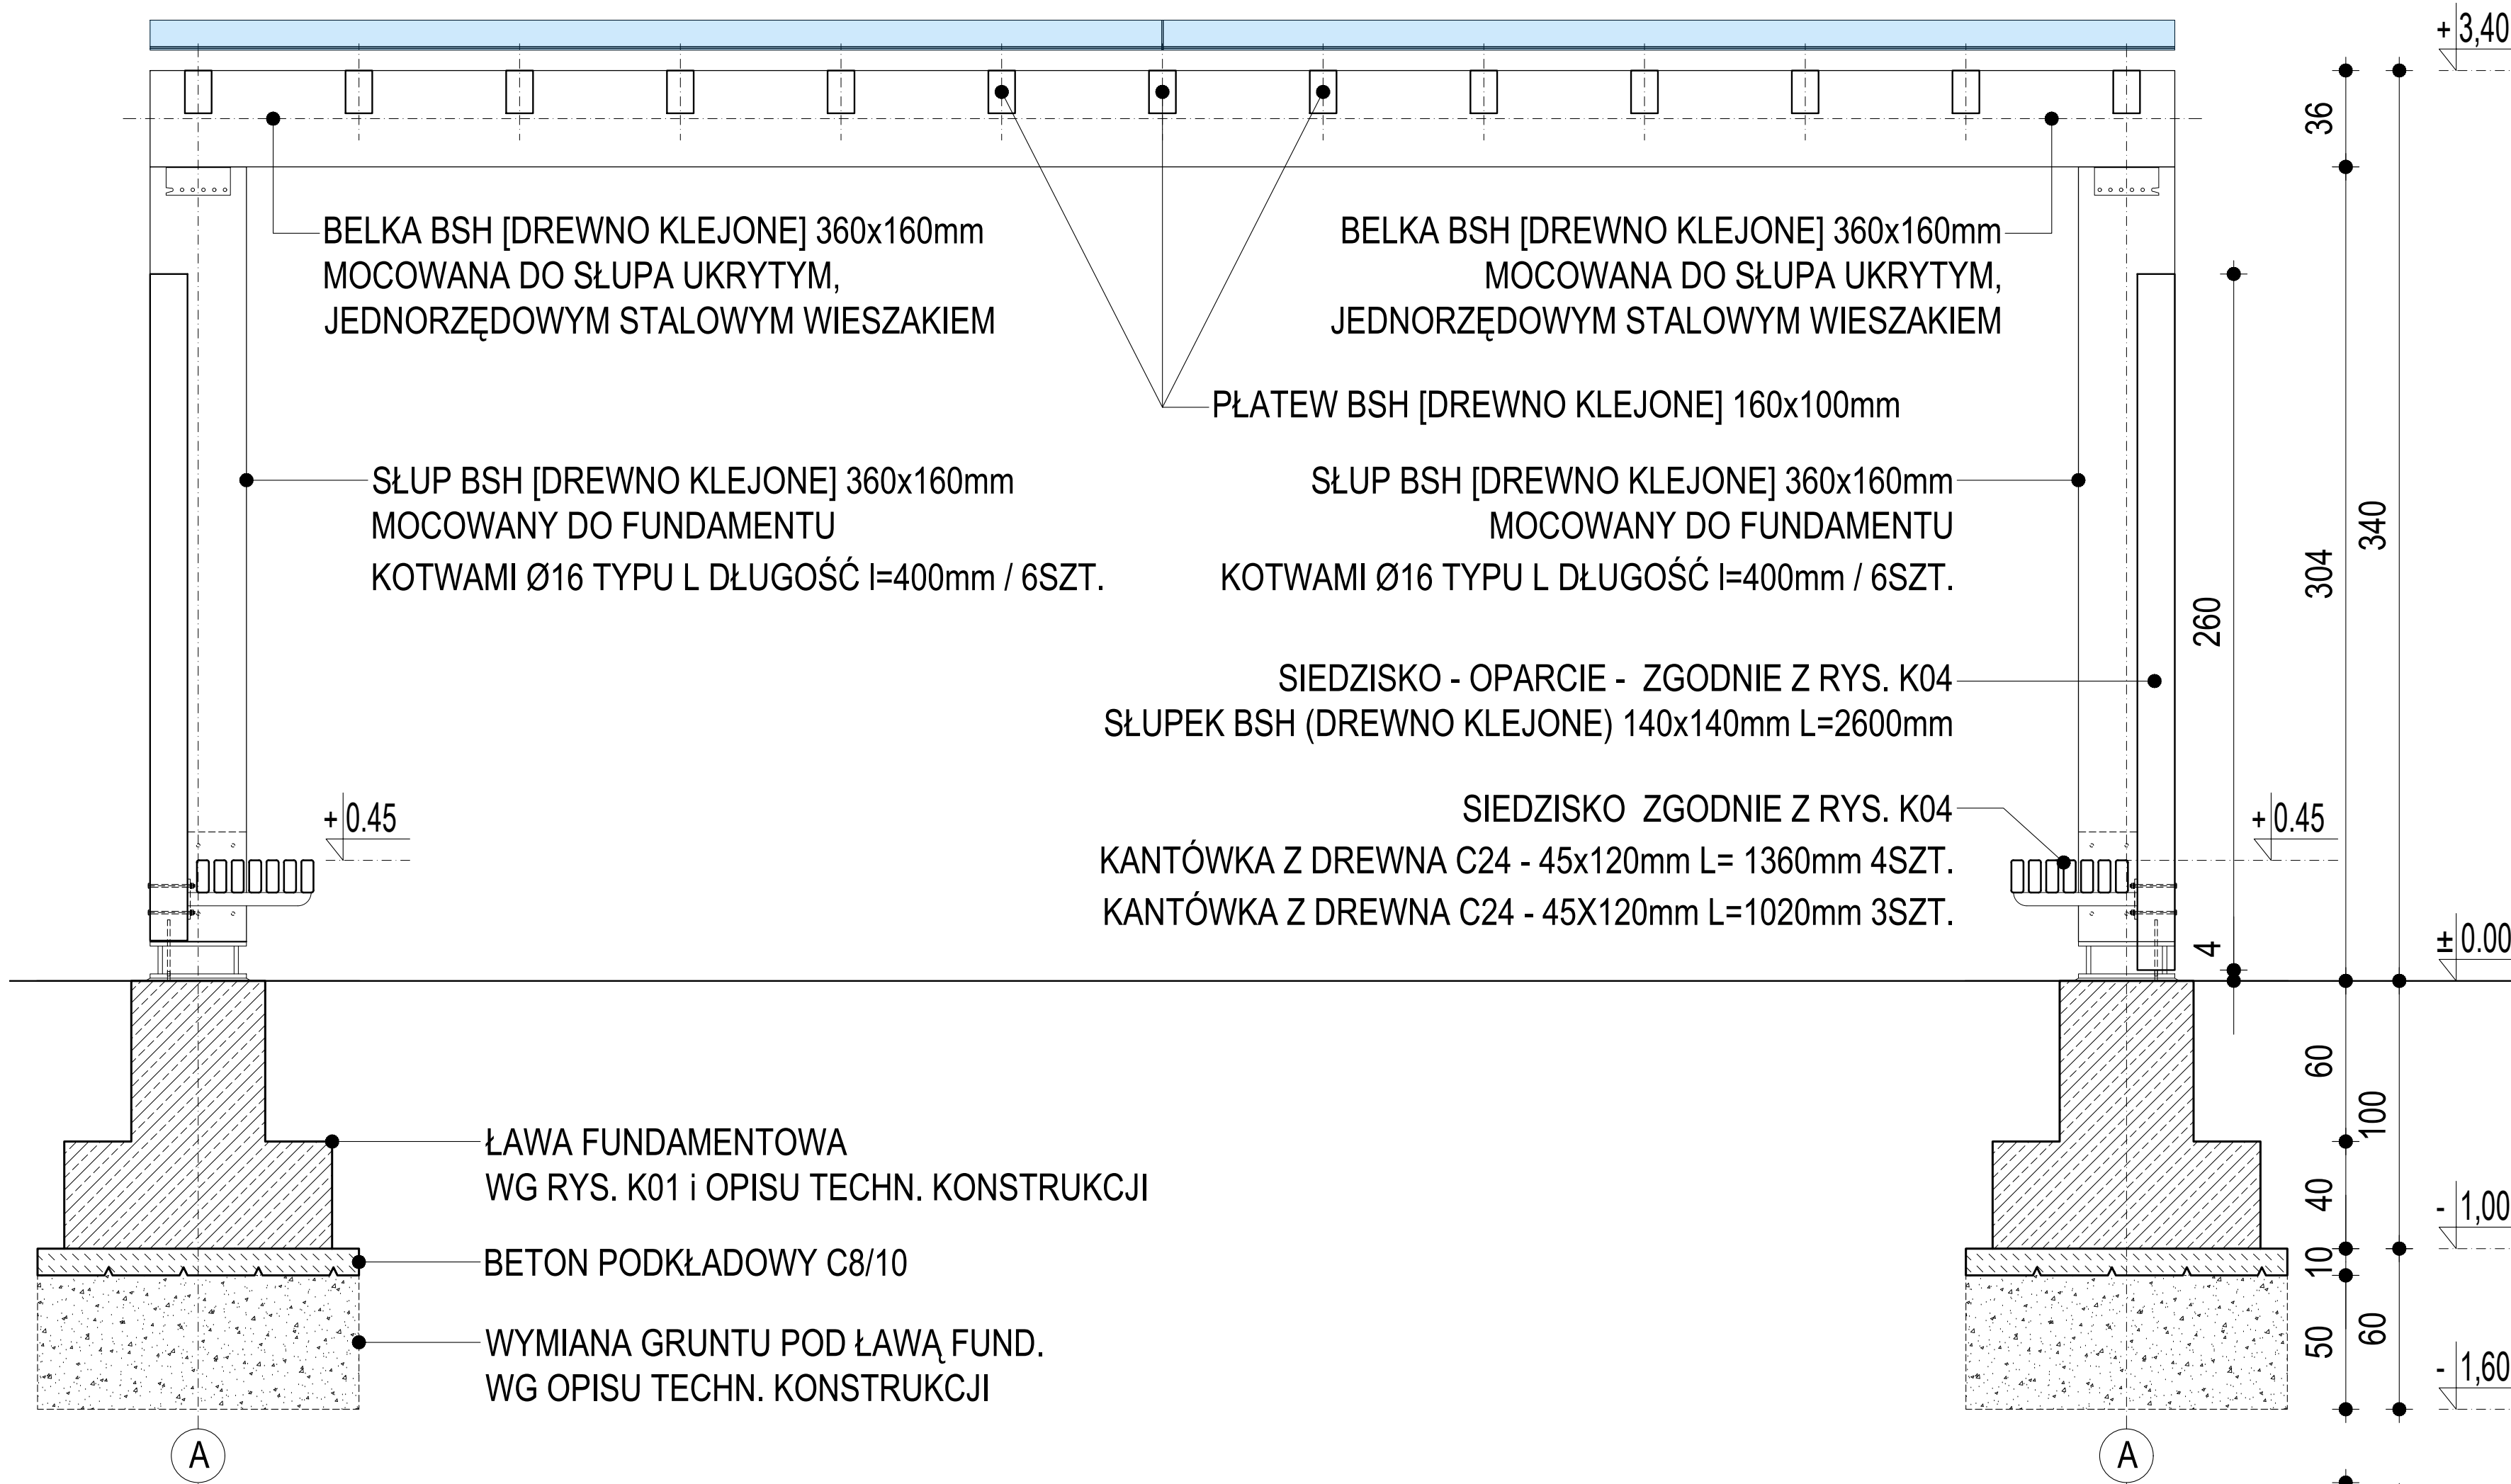 + 3,40
36
BELKA BSH [DREWNO KLEJONE] 360x160mm
MOCOWANA DO SŁUPA UKRYTYM,
JEDNORZĘDOWYM STALOWYM WIESZAKIEM
BELKA BSH [DREWNO KLEJONE] 360x160mm
MOCOWANA DO SŁUPA UKRYTYM,
JEDNORZĘDOWYM STALOWYM WIESZAKIEM
PŁATEW BSH [DREWNO KLEJONE] 160x100mm
SŁUP BSH [DREWNO KLEJONE] 360x160mm
MOCOWANY DO FUNDAMENTU
KOTWAMI Ø16 TYPU L DŁUGOŚĆ l=400mm / 6SZT.
SŁUP BSH [DREWNO KLEJONE] 360x160mm
MOCOWANY DO FUNDAMENTU
KOTWAMI Ø16 TYPU L DŁUGOŚĆ l=400mm / 6SZT.
340
304
260
SIEDZISKO - OPARCIE - ZGODNIE Z RYS. K04
SŁUPEK BSH (DREWNO KLEJONE) 140x140mm L=2600mm
+ 0.45
SIEDZISKO ZGODNIE Z RYS. K04
KANTÓWKA Z DREWNA C24 - 45x120mm L= 1360mm 4SZT.
KANTÓWKA Z DREWNA C24 - 45X120mm L=1020mm 3SZT.
+ 0.45
4
± 0.00
60
100
ŁAWA FUNDAMENTOWA
WG RYS. K01 i OPISU TECHN. KONSTRUKCJI
40
- 1,00
BETON PODKŁADOWY C8/10
10
WYMIANA GRUNTU POD ŁAWĄ FUND.
WG OPISU TECHN. KONSTRUKCJI
50
60
- 1,60
A
A